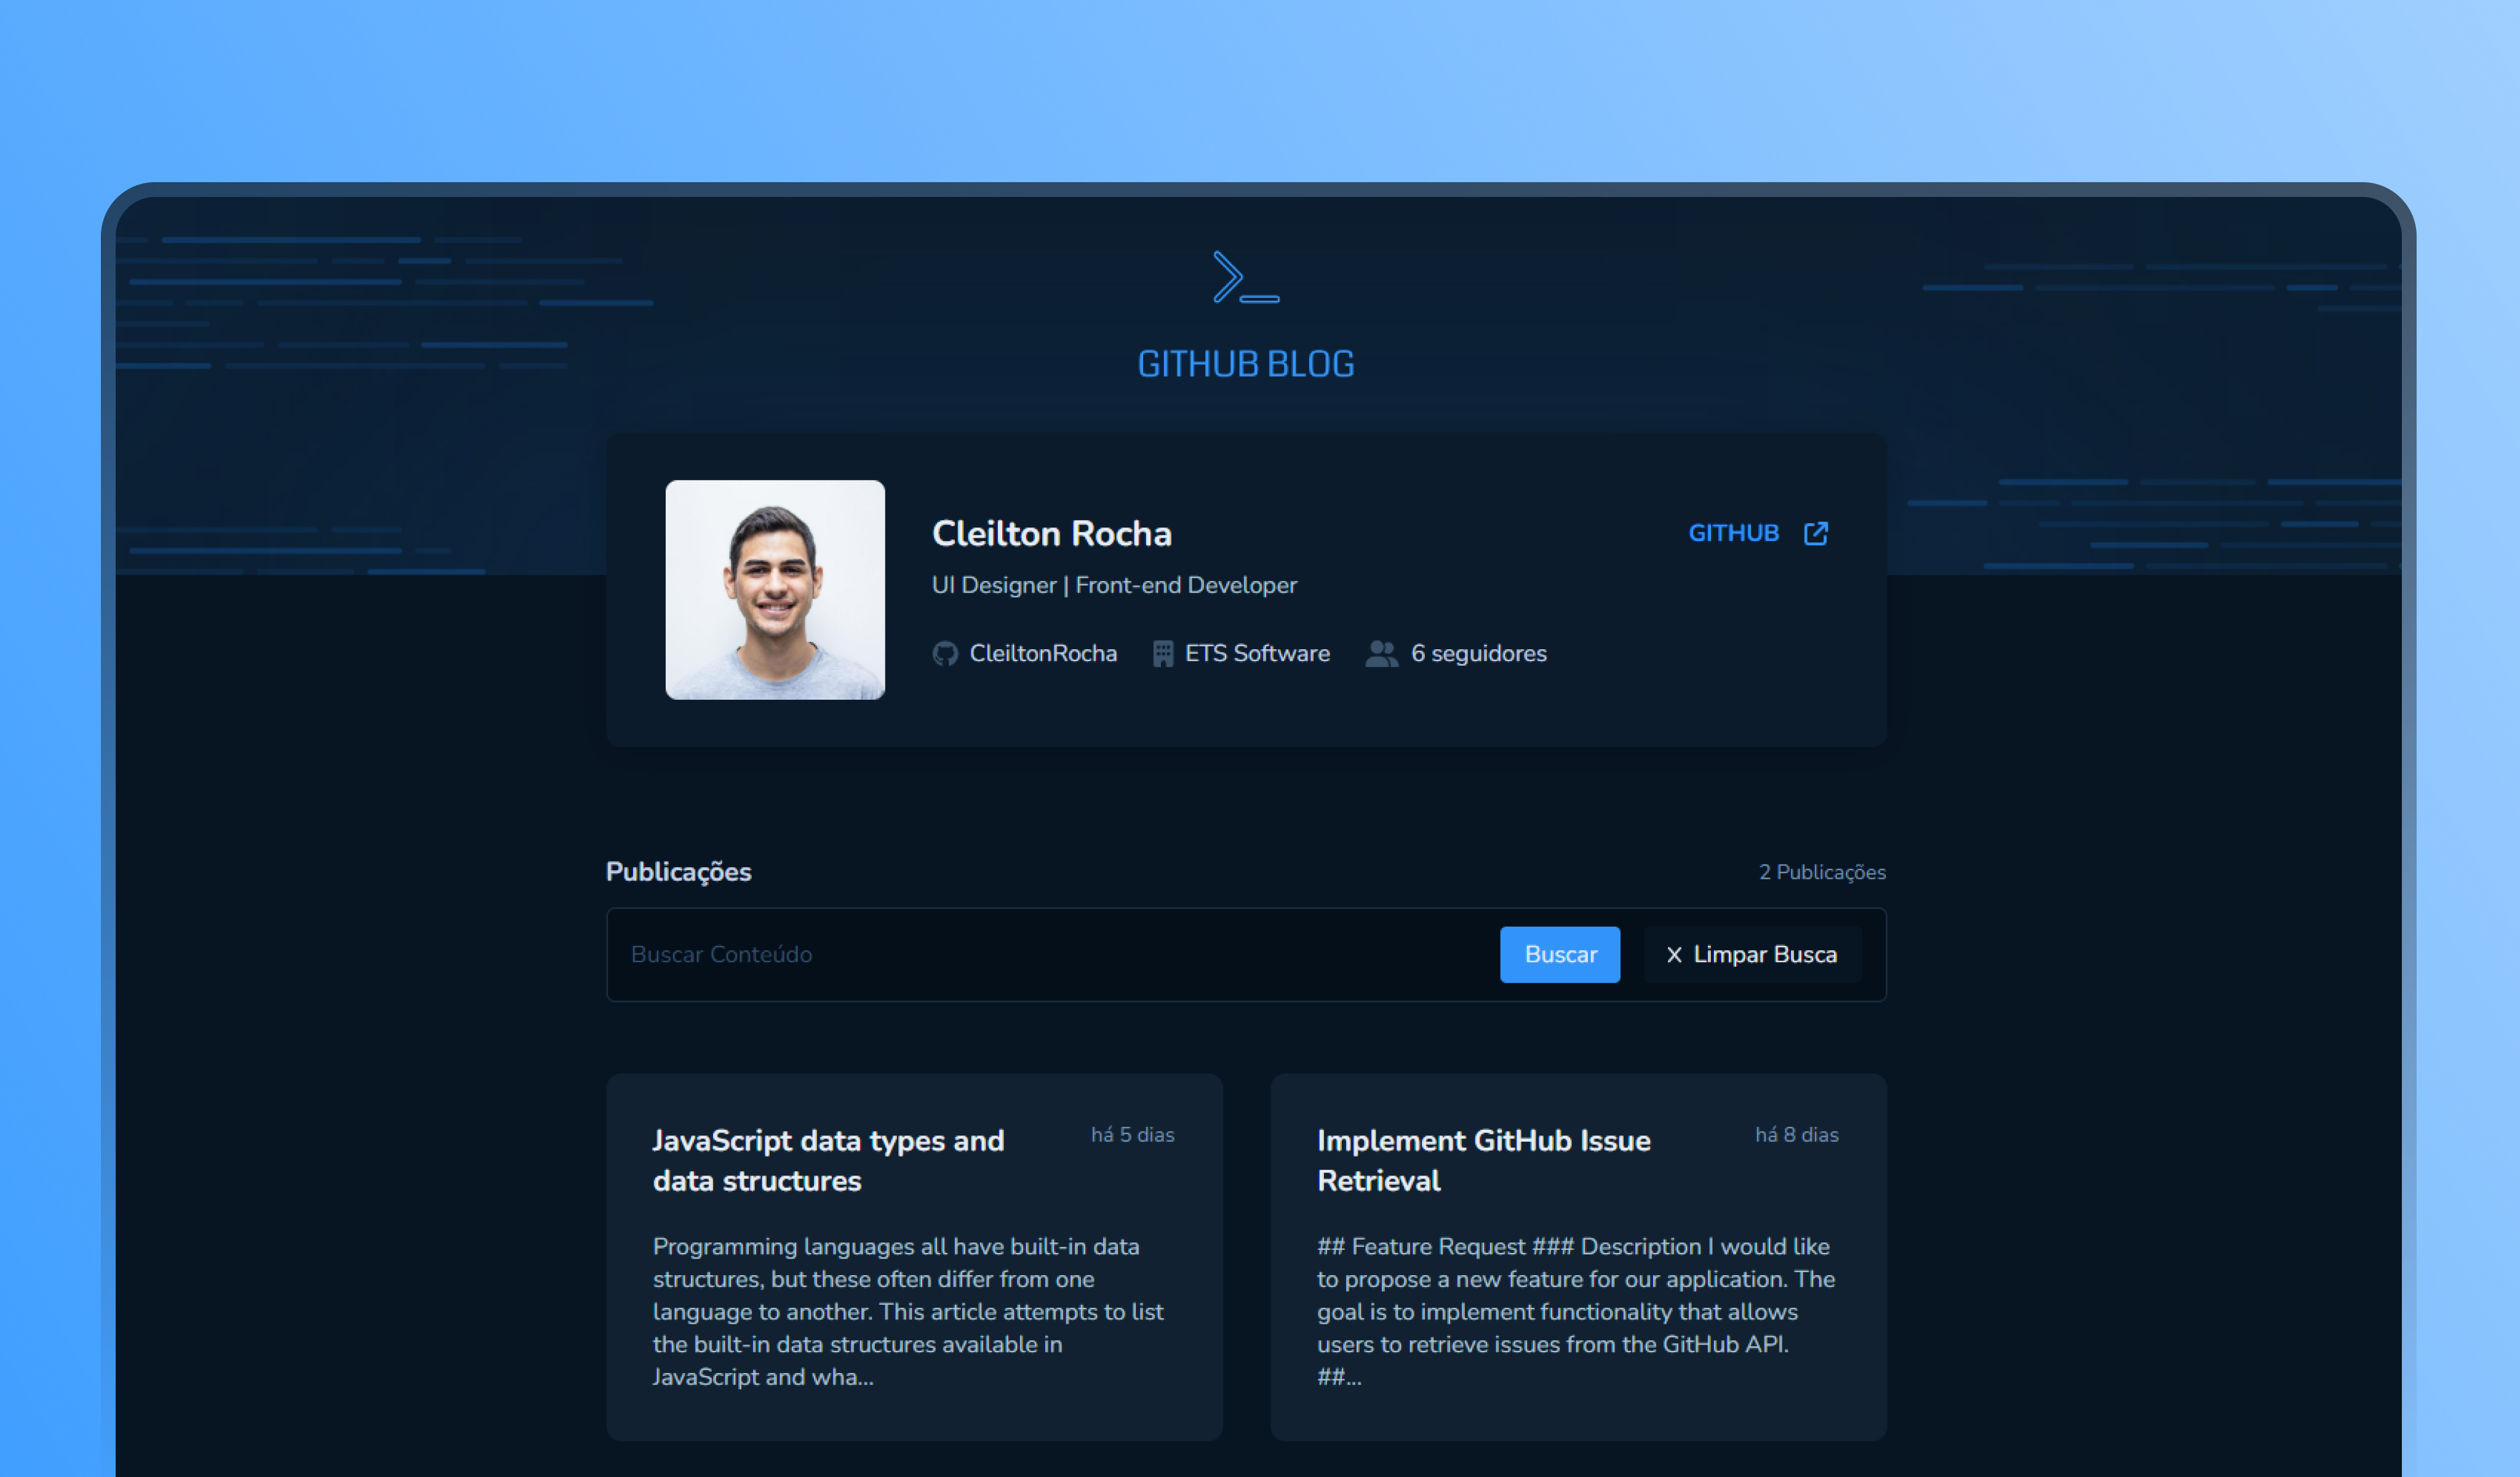 GITHUB BLOG
Cleilton Rocha
GITHUB
UI Designer | Front-end Developer
CleiltonRocha
ETS Software
6 seguidores
Publicações
2 Publicações
Buscar Conteúdo
Buscar
Limpar Busca
JavaScript data types and
data structures
há 5 dias
Programming languages all have built-in data
structures, but these often differ from one
language to another. This article attempts to list
the built-in data structures available in
JavaScript and wha...
Implement GitHub Issue
Retrieval
há 8 dias
## Feature Request ### Description I would like
to propose a new feature for our application. The
goal is to implement functionality that allows
users to retrieve issues from the GitHub API.
##...